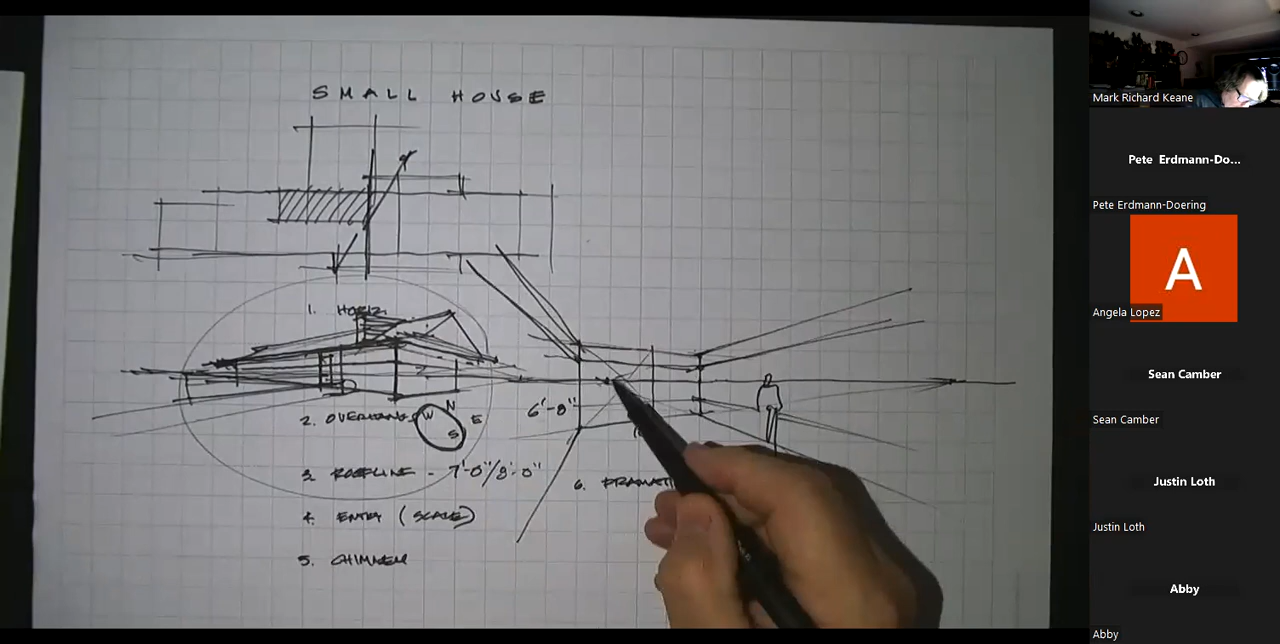 SMALL HOUSE
1. HORIZ.
2. OVERHANGS
N
W
E
S
3. ROOFLINE - 7'-0"/8'-0"
4. ENTRY (SCALE)
5. CHIMNEY
6'-8"
6. DRAMATI
Mark Richard Keane
Pete Erdmann-Do...
Pete Erdmann-Doering
A
Angela Lopez
Sean Camber
Sean Camber
Justin Loth
Justin Loth
Abby
Abby